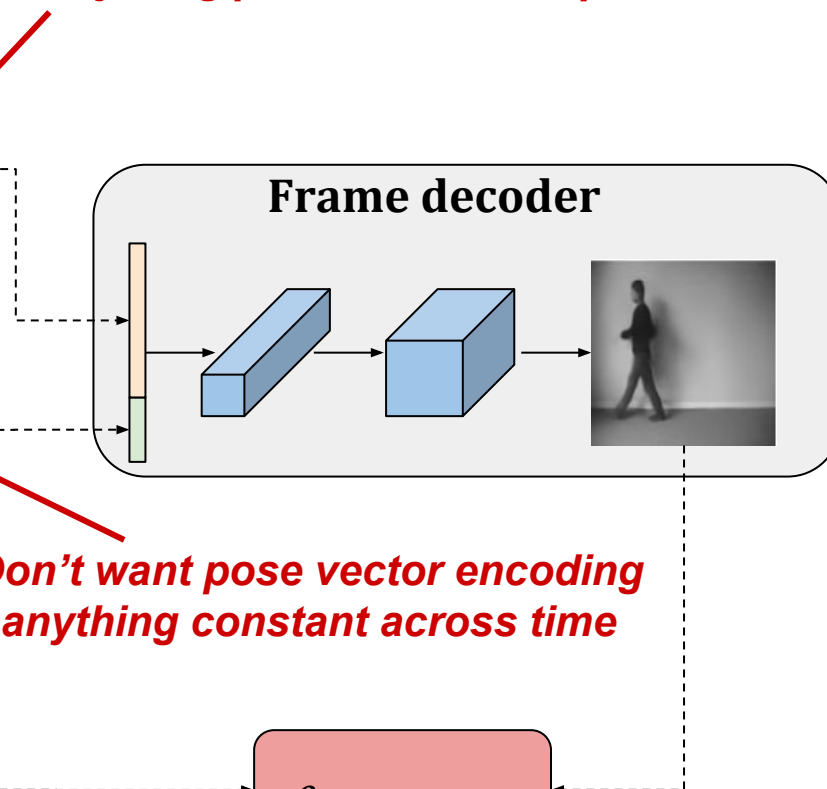 Frame decoder
Don't want pose vector encoding
anything constant across time